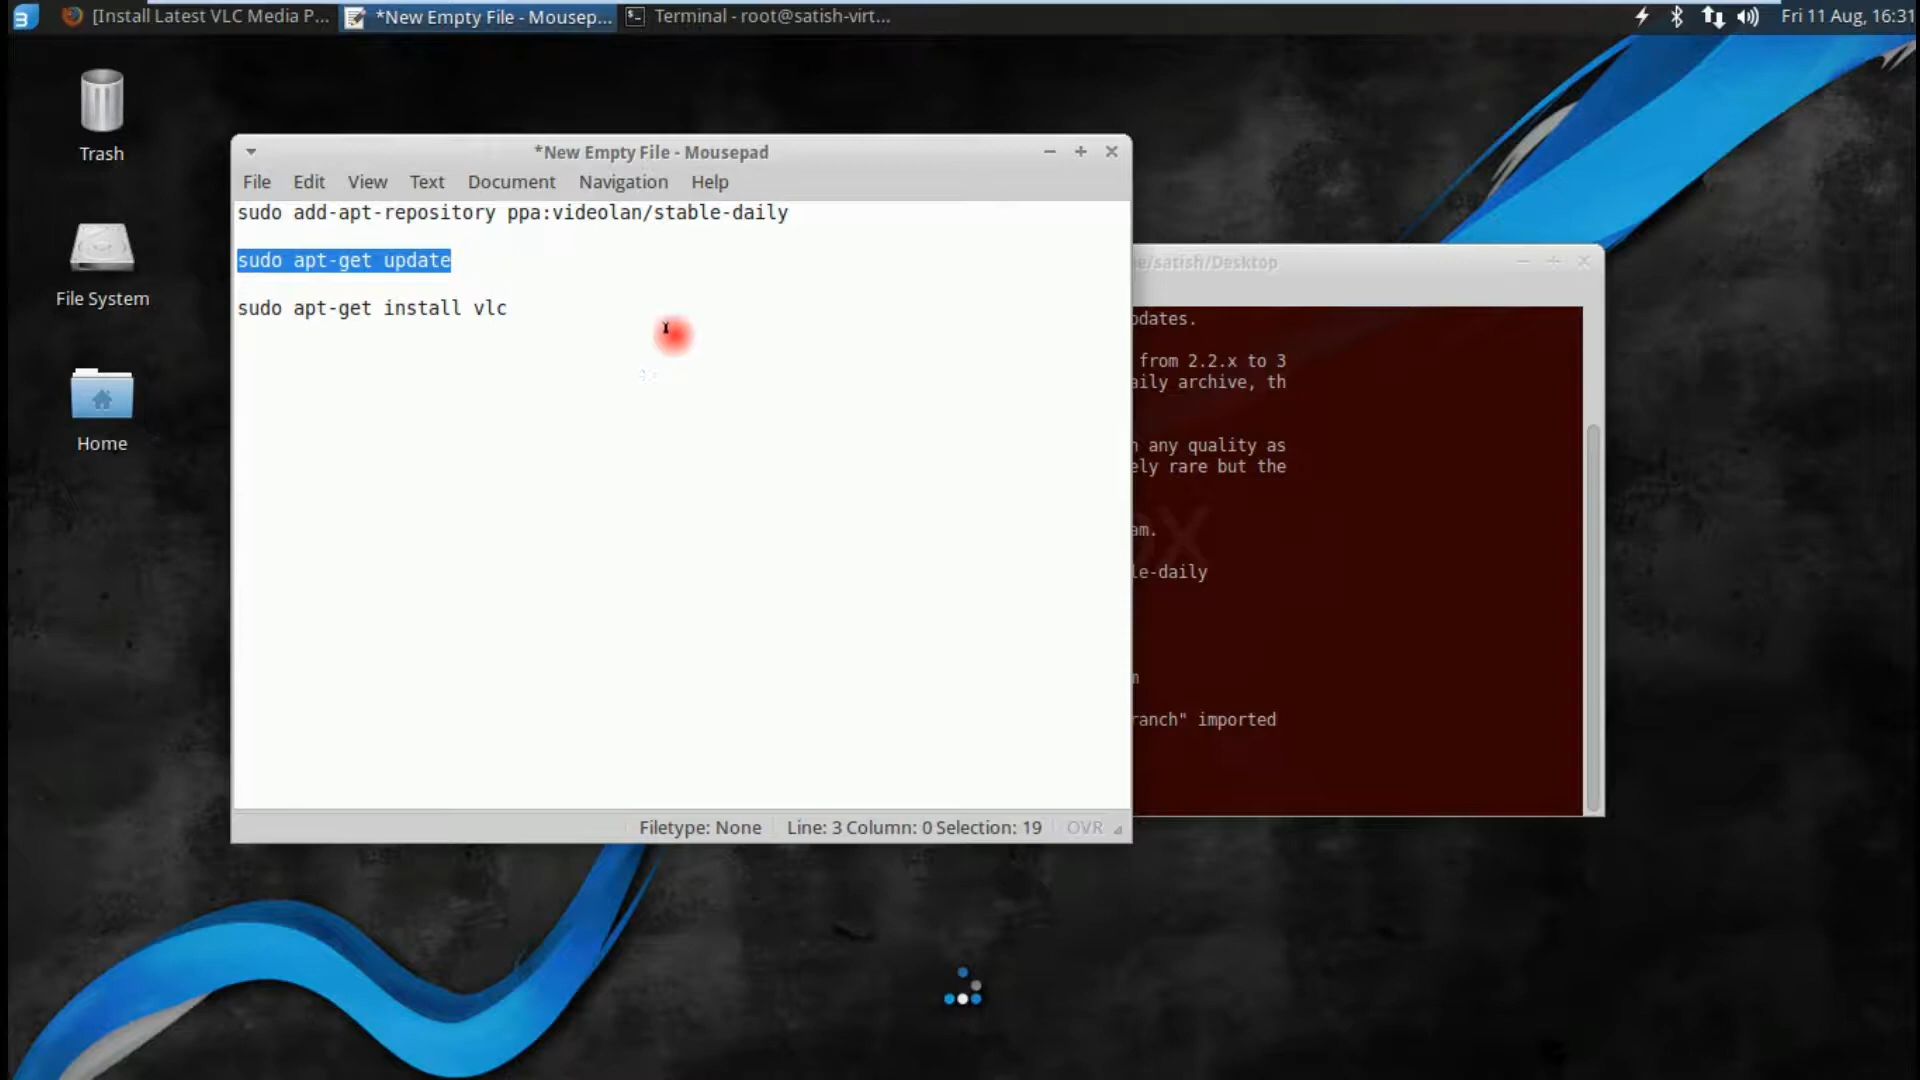 [Install Latest VLC Media P...
*New Empty File - Mousep...
Terminal - root@satish-virt...
Fri 11 Aug, 16:31
Trash
File System
Home
*New Empty File - Mousepad
File Edit View Text Document Navigation Help
sudo add-apt-repository ppa:videolan/stable-daily
sudo apt-get update
sudo apt-get install vlc
Filetype: None Line: 3 Column: 0 Selection: 19 OVR
e/satish/Desktop
pdates.
from 2.2.x to 3
aily archive, th
n any quality as
ely rare but the
am.
le-daily
m
ranch" imported